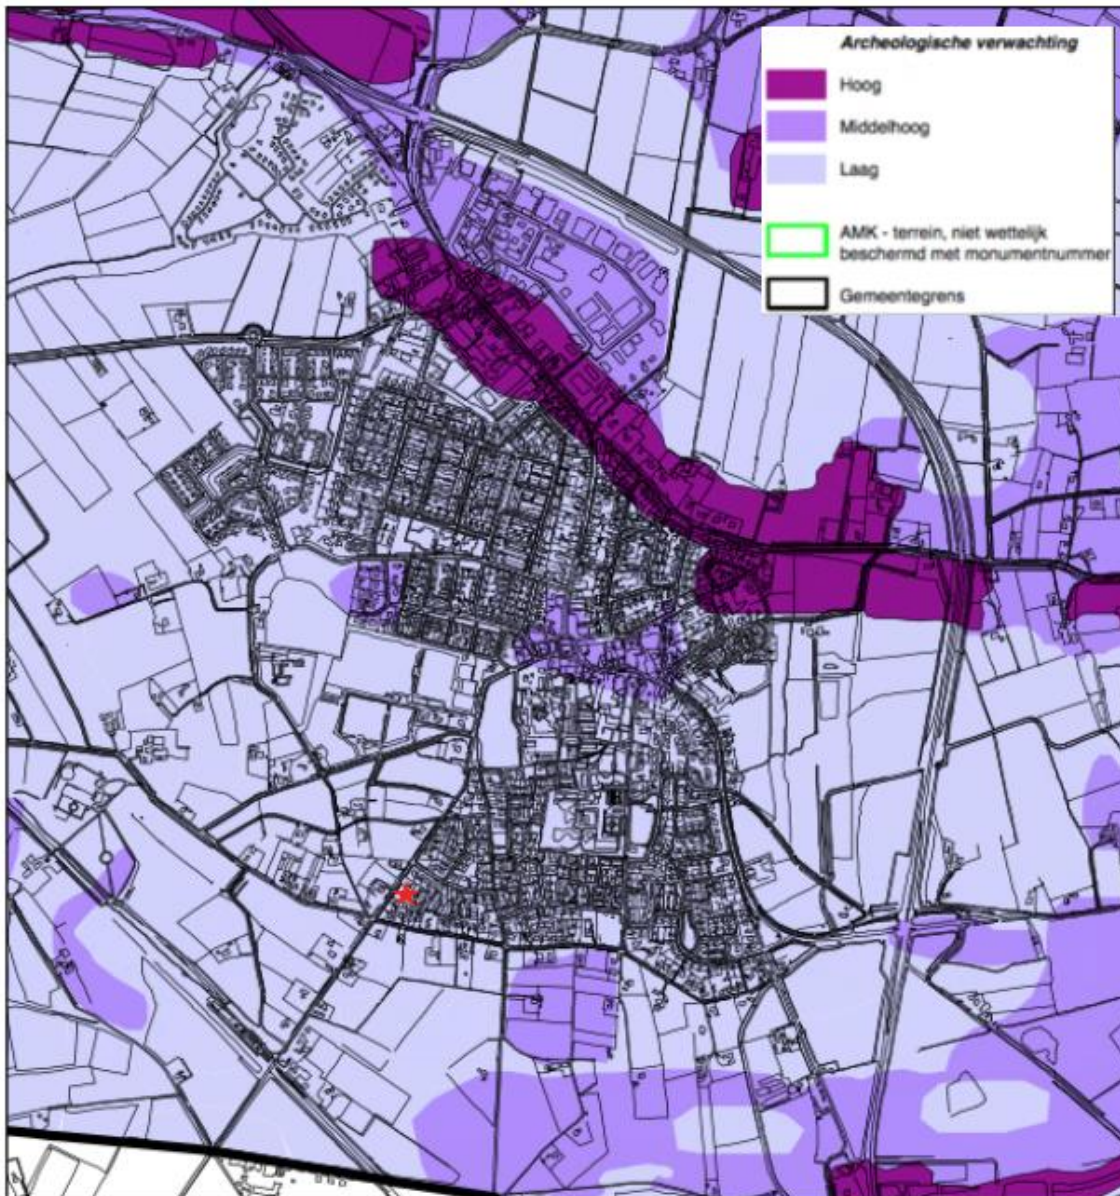 Archeologische verwachting
Hoog
Middelhoog
Laag
AMK - terrein, niet wettelijk
beschermd met monumentnummer
Gemeentegrens